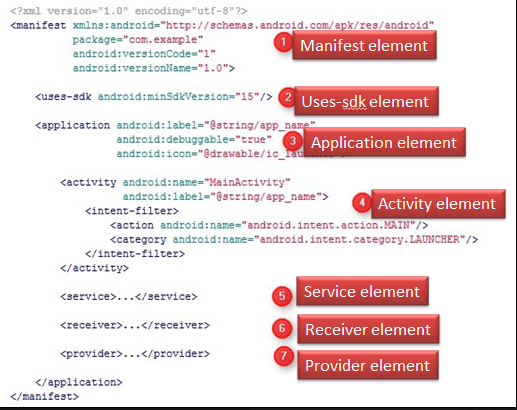 <?xml version="1.0" encoding="utf-8"?>
<manifest xmlns:android="http://schemas.android.com/apk/res/android"
package="com.example"
android:versionCode="1"
android:versionName="1.0">
1 Manifest element
<uses-sdk android:minSdkVersion="15"/>
2 Uses-sdk element
<application android:label="@string/app_name"
android:debuggable="true"
android:icon="@drawable/ic_
3 Application element
<activity android:name="MainActivity"
android:label="@string/app_name">
4 Activity element
<intent-filter>
<action android:name="android.intent.action.MAIN"/>
<category android:name="android.intent.category.LAUNCHER"/>
</intent-filter>
</activity>
<service>...</service>
5 Service element
<receiver>...</receiver>
6 Receiver element
<provider>...</provider>
7 Provider element
</application>
</manifest>